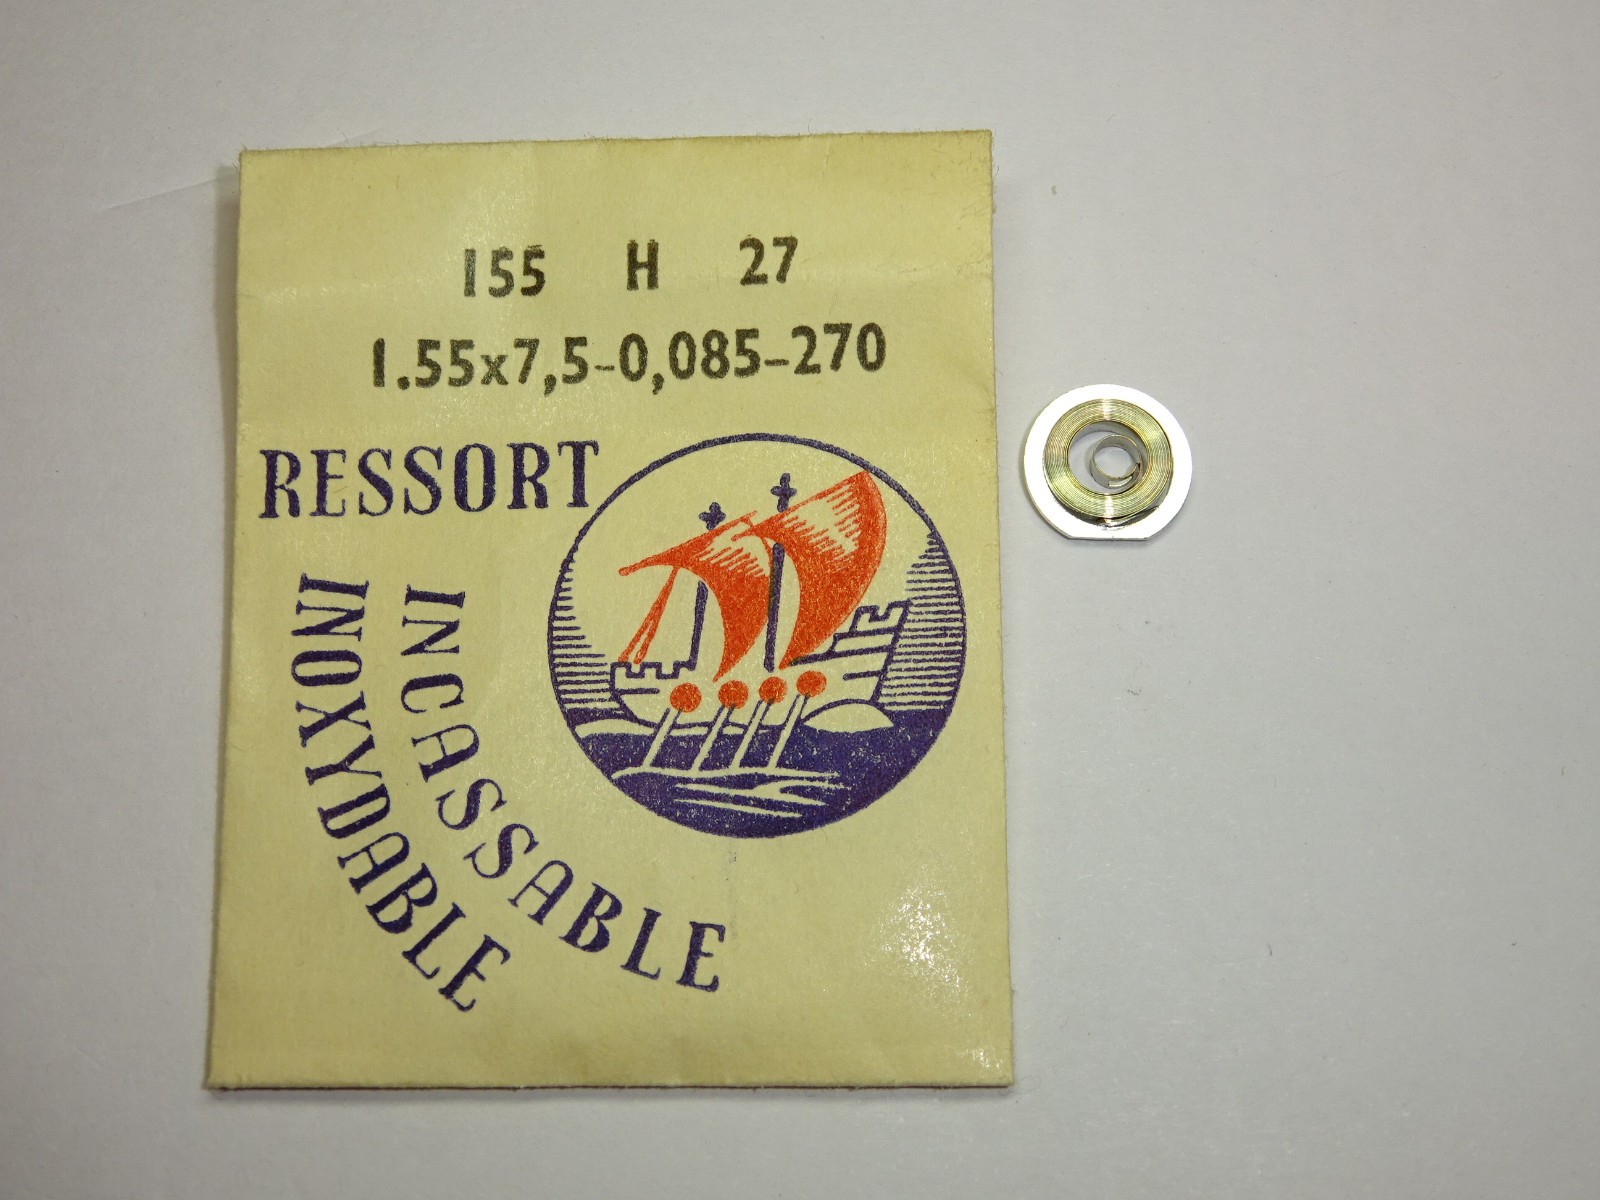 155 H 27
1.55x7,5-0,085-270
RESSORT
INCASSABLE
INOXYDABLE